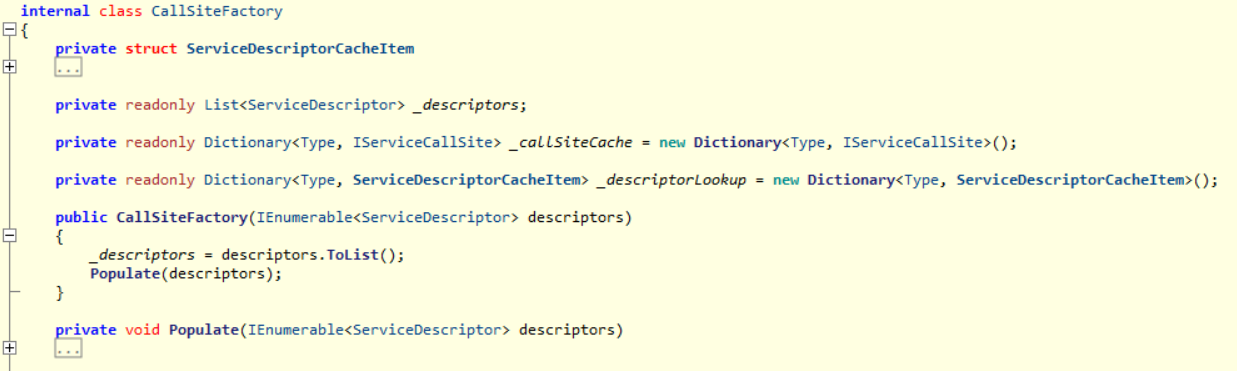 internal class CallSiteFactory
{
private struct ServiceDescriptorCacheItem
...
private readonly List<ServiceDescriptor> _descriptors;
private readonly Dictionary<Type, IServiceCallSite> _callSiteCache = new Dictionary<Type, IServiceCallSite>();
private readonly Dictionary<Type, ServiceDescriptorCacheItem> _descriptorLookup = new Dictionary<Type, ServiceDescriptorCacheItem>();
public CallSiteFactory(IEnumerable<ServiceDescriptor> descriptors)
{
_descriptors = descriptors.ToList();
Populate(descriptors);
}
private void Populate(IEnumerable<ServiceDescriptor> descriptors)
...